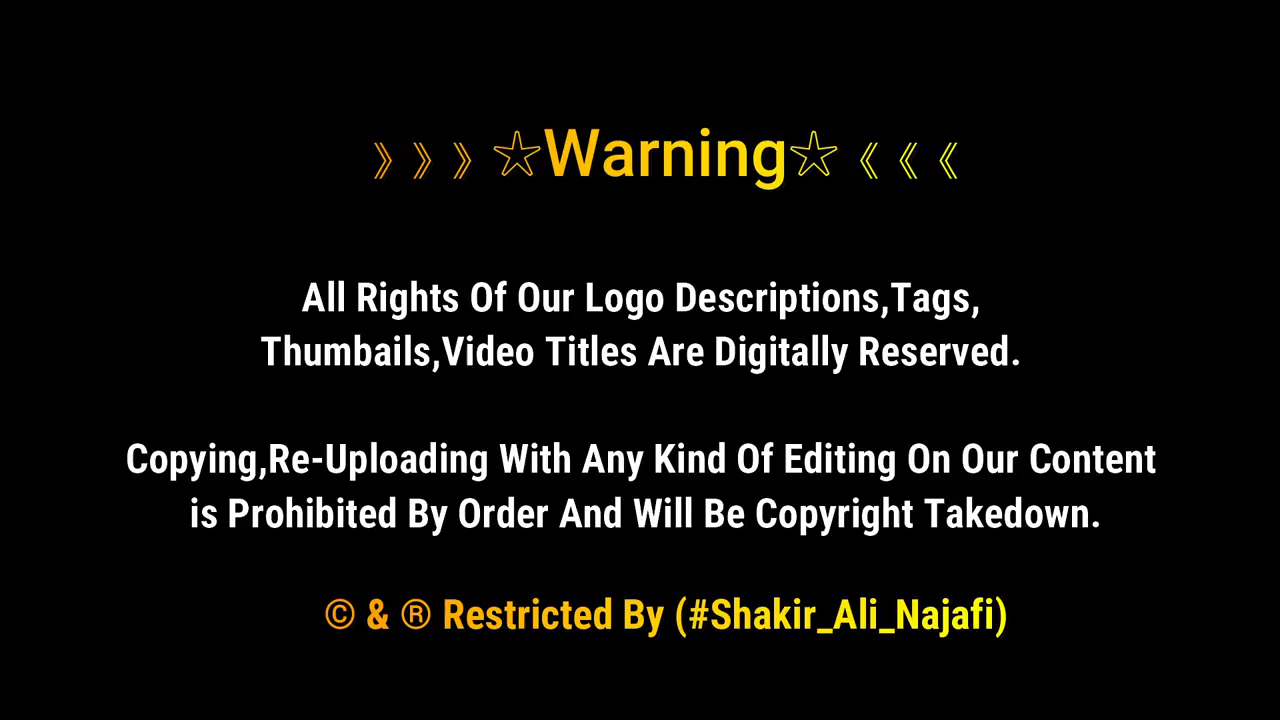 》》》☆Warning☆《《《
All Rights Of Our Logo Descriptions,Tags,
Thumbails,Video Titles Are Digitally Reserved.
Copying,Re-Uploading With Any Kind Of Editing On Our Content
is Prohibited By Order And Will Be Copyright Takedown.
© & ® Restricted By (#Shakir_Ali_Najafi)